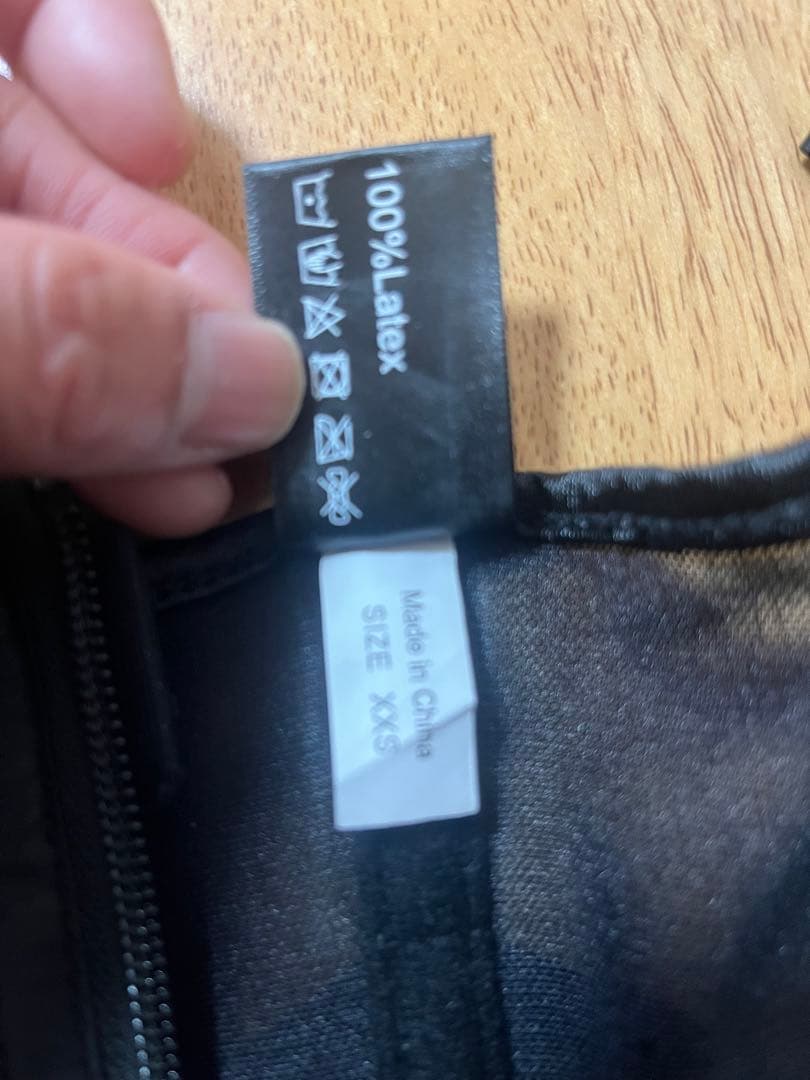 100%Latex
Made in China
SIZE XXS